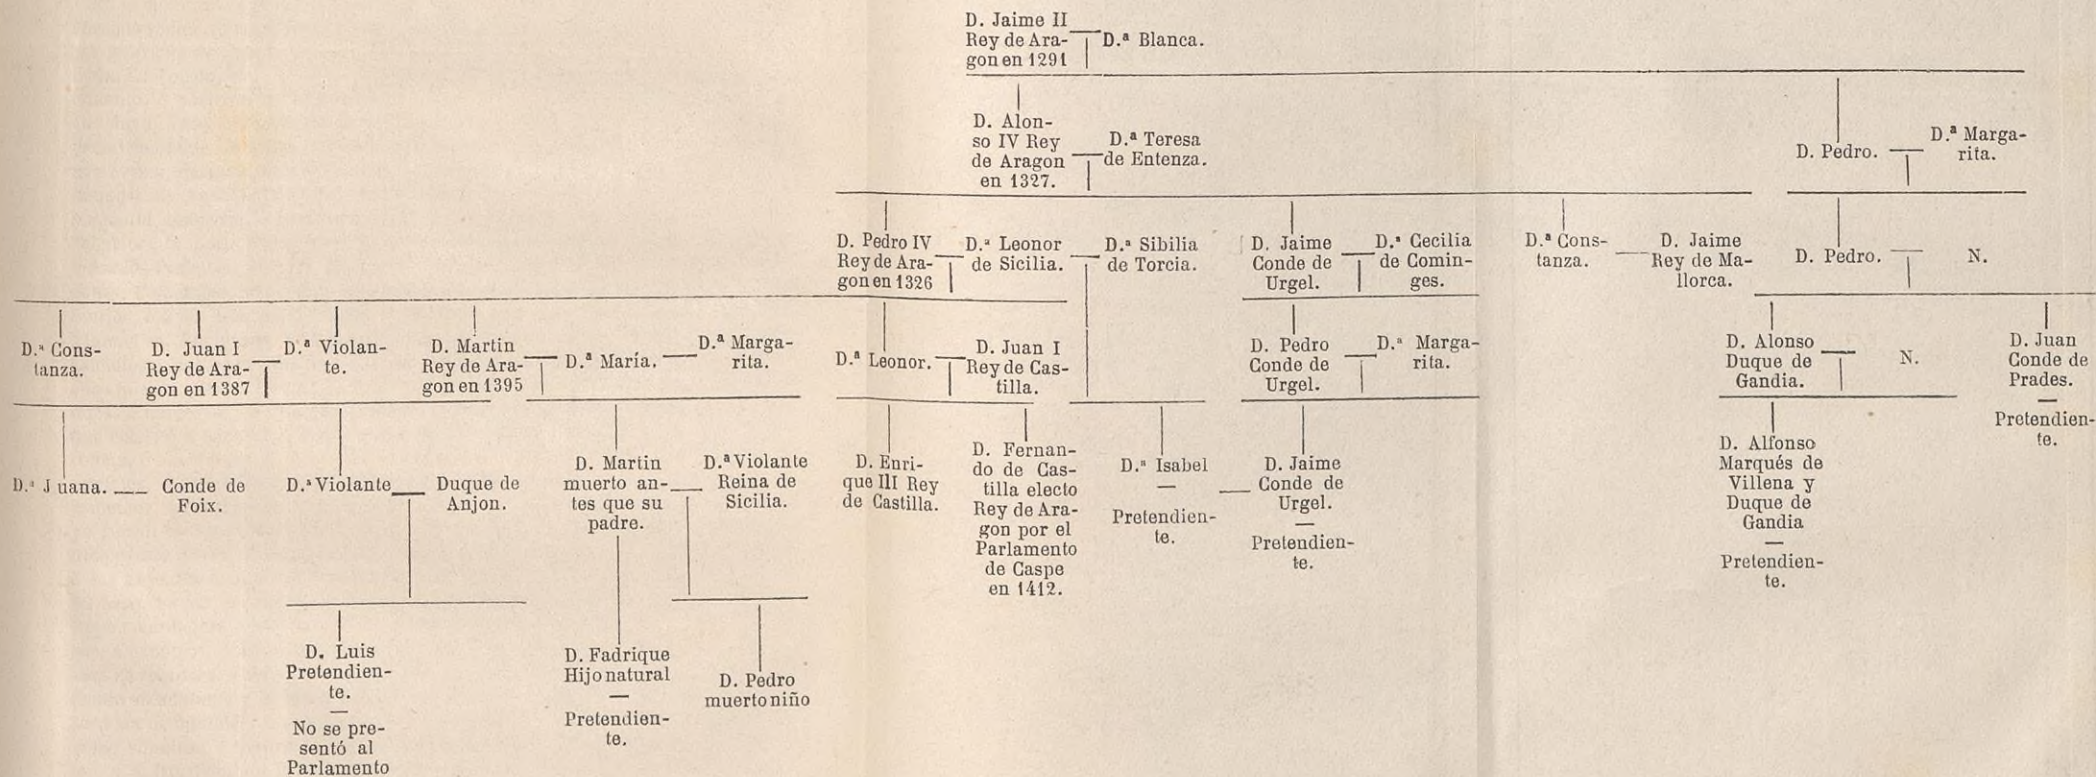 D. Jaime II
Rey de Ara-
gon en 1291
D.ª Blanca.
D. Alon-
so IV Rey
de Aragon
en 1327.
D.ª Teresa
de Entenza.
D. Pedro.
D.ª Marga-
rita.
D. Pedro IV
Rey de Ara-
gon en 1326
D.ª Leonor
de Sicilia.
D.ª Sibilia
de Torcia.
D. Jaime
Conde de
Urgel.
D.ª Cecilia
de Comin-
ges.
D.ª Cons-
tanza.
D. Jaime
Rey de Ma-
llorca.
D. Pedro.
N.
D.ª Cons-
tanza.
D. Juan I
Rey de Ara-
gon en 1387
D.ª Violan-
te.
D. Martin
Rey de Ara-
gon en 1395
D.ª María.
D.ª Marga-
rita.
D.ª Leonor.
D. Juan I
Rey de Cas-
tilla.
D. Pedro
Conde de
Urgel.
D.ª Marga-
rita.
D. Alonso
Duque de
Gandia.
N.
D. Juan
Conde de
Prades.
—
Pretendien-
te.
D.ª Juana.
Conde de
Foix.
D.ª Violante
Duque de
Anjon.
D. Martin
muerto an-
tes que su
padre.
D.ª Violante
Reina de
Sicilia.
D. Enri-
que III Rey
de Castilla.
D. Fernan-
do de Cas-
tilla electo
Rey de Ara-
gon por el
Parlamento
de Caspe
en 1412.
D.ª Isabel
—
Pretendien-
te.
D. Jaime
Conde de
Urgel.
—
Pretendien-
te.
D. Alfonso
Marqués de
Villena y
Duque de
Gandia
—
Pretendien-
te.
D. Luis
Pretendien-
te.
—
No se pre-
sentó al
Parlamento
D. Fadrique
Hijo natural
—
Pretendien-
te.
D. Pedro
muerto niño